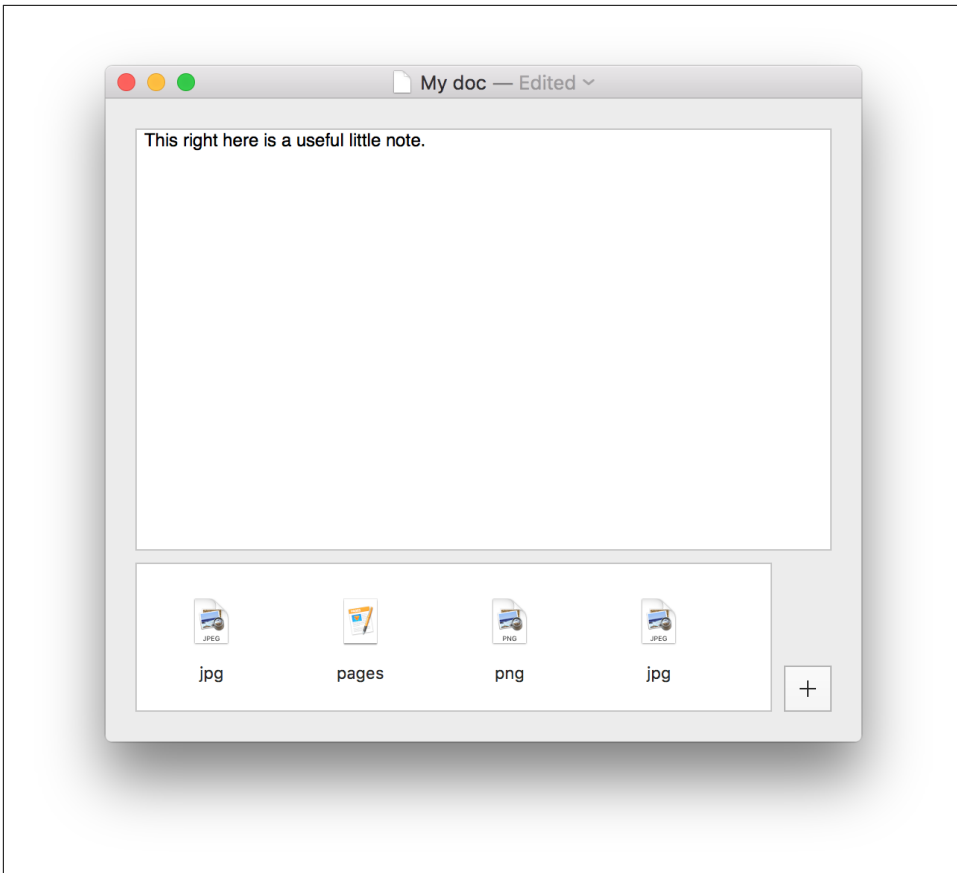 My doc — Edited
This right here is a useful little note.
JPEG PNG JPEG
jpg pages png jpg
+